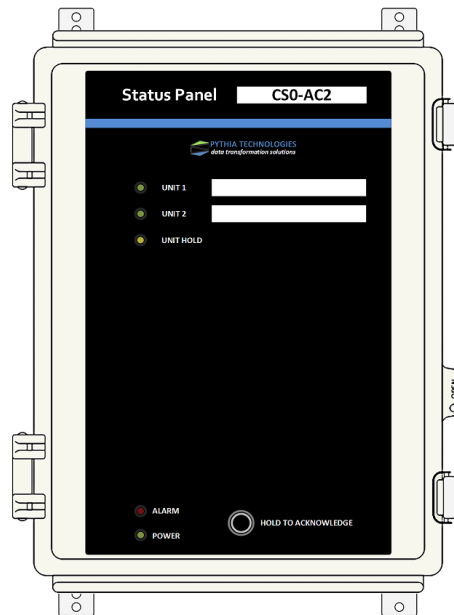 Status Panel CS0-AC2
PYTHIA TECHNOLOGIES
data transformation solutions
UNIT 1
UNIT 2
UNIT HOLD
OPEN
ALARM
HOLD TO ACKNOWLEDGE
POWER